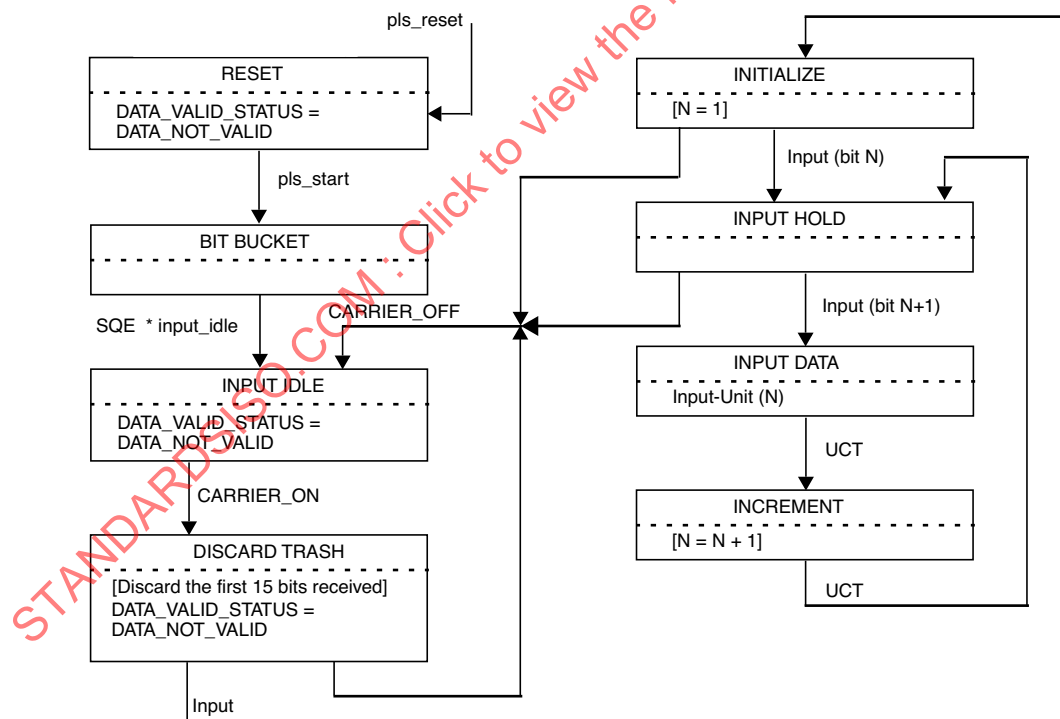 pls_reset
RESET
DATA_VALID_STATUS =
DATA_NOT_VALID
pls_start
BIT BUCKET
SQE * input_idle
CARRIER_OFF
INPUT IDLE
DATA_VALID_STATUS =
DATA_NOT_VALID
CARRIER_ON
DISCARD TRASH
[Discard the first 15 bits received]
DATA_VALID_STATUS =
DATA_NOT_VALID
Input
INITIALIZE
[N = 1]
Input (bit N)
INPUT HOLD
Input (bit N+1)
INPUT DATA
Input-Unit (N)
UCT
INCREMENT
[N = N + 1]
UCT
STANDARDSISO.COM : Click to view the